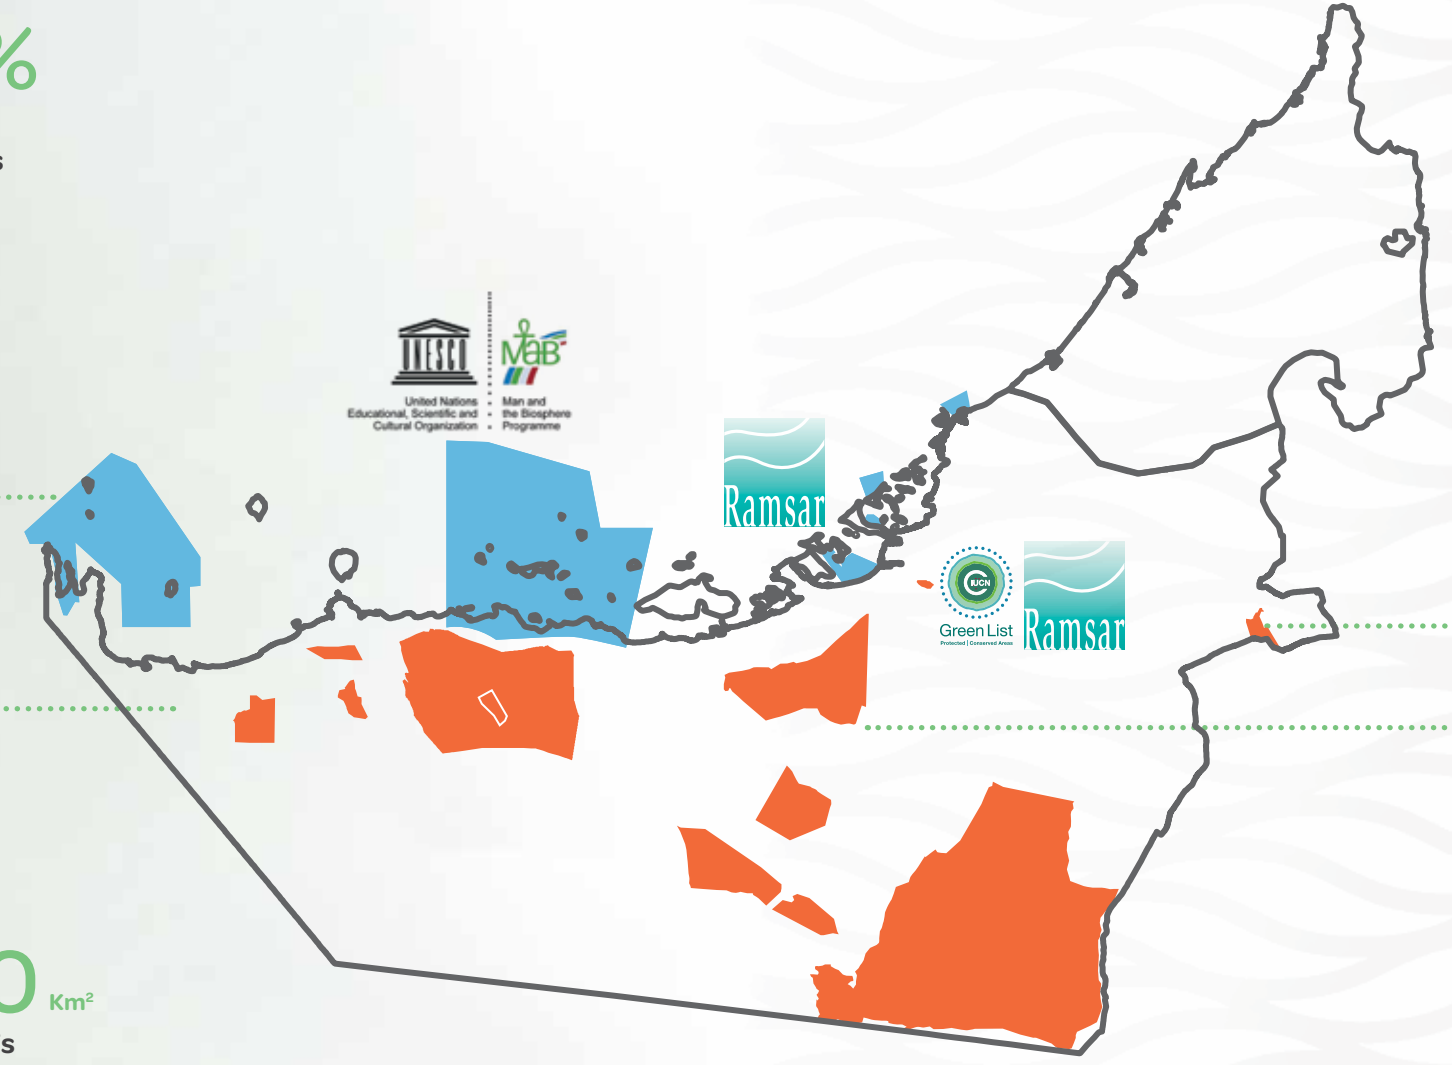 %
s
UNESCO
United Nations
Educational, Scientific and
Cultural Organization
MaB
Man and
the Biosphere
Programme
Ramsar
IUCN
Green List
Protected | Conserved Areas
Ramsar
0 Km²
s